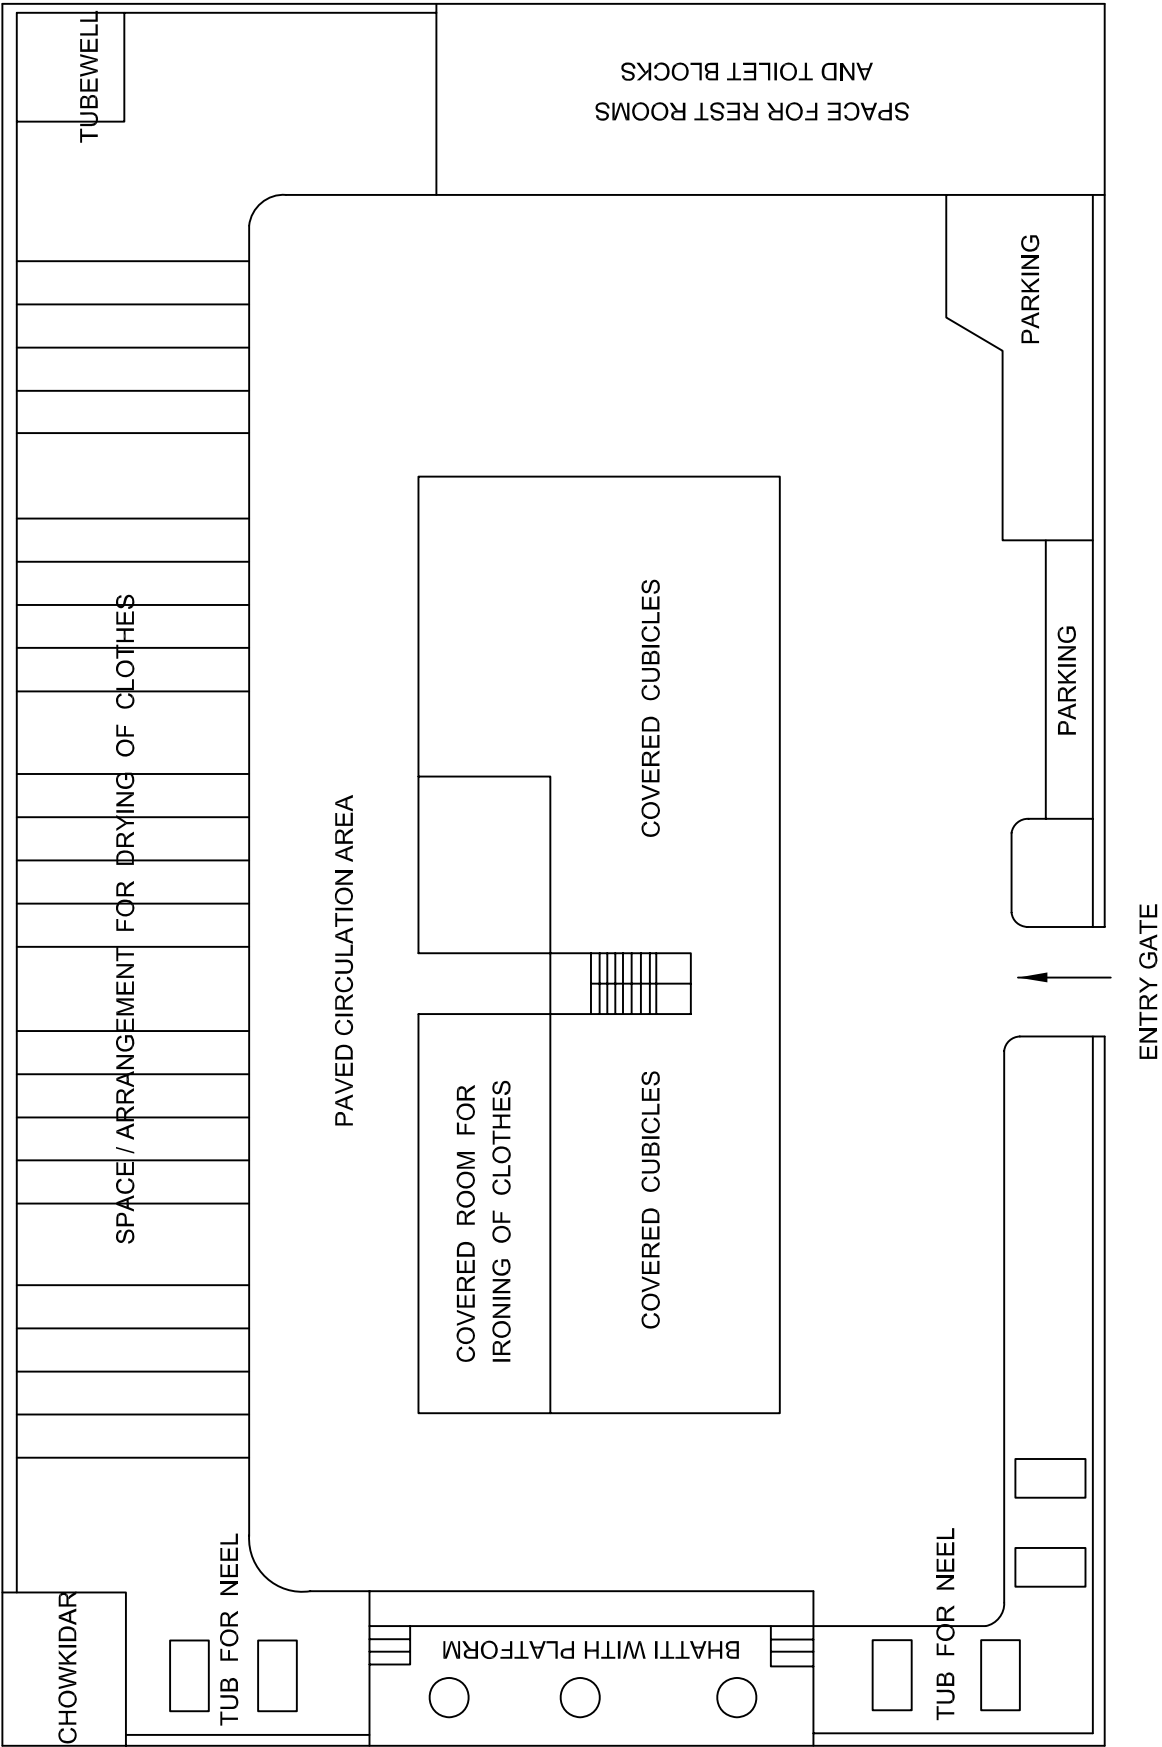 TUBEWELL
SPACE FOR REST ROOMS
AND TOILET BLOCKS
PARKING
SPACE / ARRANGEMENT FOR DRYING OF CLOTHES
COVERED CUBICLES
PARKING
PAVED CIRCULATION AREA
ENTRY GATE
COVERED ROOM FOR
IRONING OF CLOTHES
COVERED CUBICLES
CHOWKIDAR
TUB FOR NEEL
BHATTI WITH PLATFORM
TUB FOR NEEL